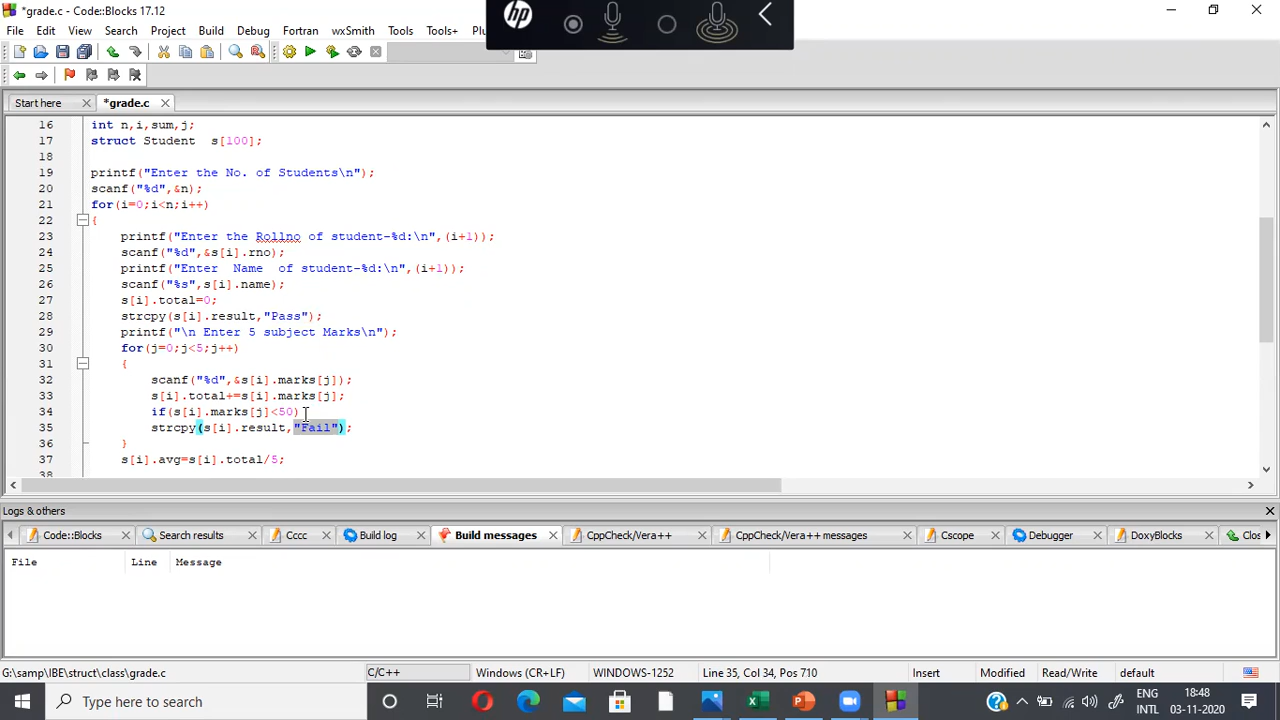 *grade.c - Code::Blocks 17.12
hp
File Edit View Search Project Build Debug Fortran wxSmith Tools Tools+
Start here *grade.c
16 int n,i,sum,j;
17 struct Student  s[100];
18
19 printf("Enter the No. of Students\n");
20 scanf("%d",&n);
21 for(i=0;i<n;i++)
22 {
23 printf("Enter the Rollno of student-%d:\n",(i+1));
24 scanf("%d",&s[i].rno);
25 printf("Enter  Name  of student-%d:\n",(i+1));
26 scanf("%s",s[i].name);
27 s[i].total=0;
28 strcpy(s[i].result,"Pass");
29 printf("\n Enter 5 subject Marks\n");
30 for(j=0;j<5;j++)
31 {
32 scanf("%d",&s[i].marks[j]);
33 s[i].total+=s[i].marks[j];
34 if(s[i].marks[j]<50)
35 strcpy(s[i].result,"Fail");
36 }
37 s[i].avg=s[i].total/5;
38
Logs & others
Code::Blocks Search results Cccc Build log Build messages CppCheck/Vera++ CppCheck/Vera++ messages Cscope Debugger DoxyBlocks Clos
File Line Message
G:\samp\IBE\struct\class\grade.c C/C++ Windows (CR+LF) WINDOWS-1252 Line 35, Col 34, Pos 710 Insert Modified Read/Write default
Type here to search ENG 18:48
INTL 03-11-2020